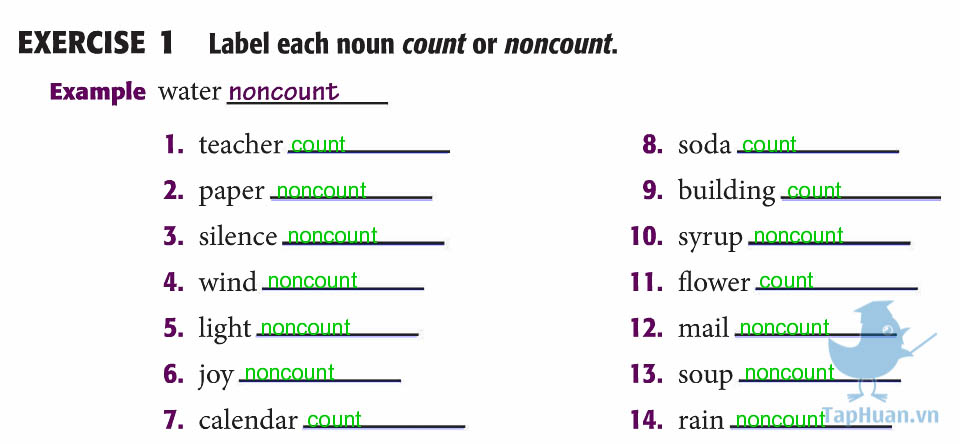 EXERCISE 1 Label each noun count or noncount.
Example water noncount
1. teacher count
2. paper noncount
3. silence noncount
4. wind noncount
5. light noncount
6. joy noncount
7. calendar count
8. soda count
9. building count
10. syrup noncount
11. flower count
12. mail noncount
13. soup noncount
14. rain noncount
TapHuan.vn